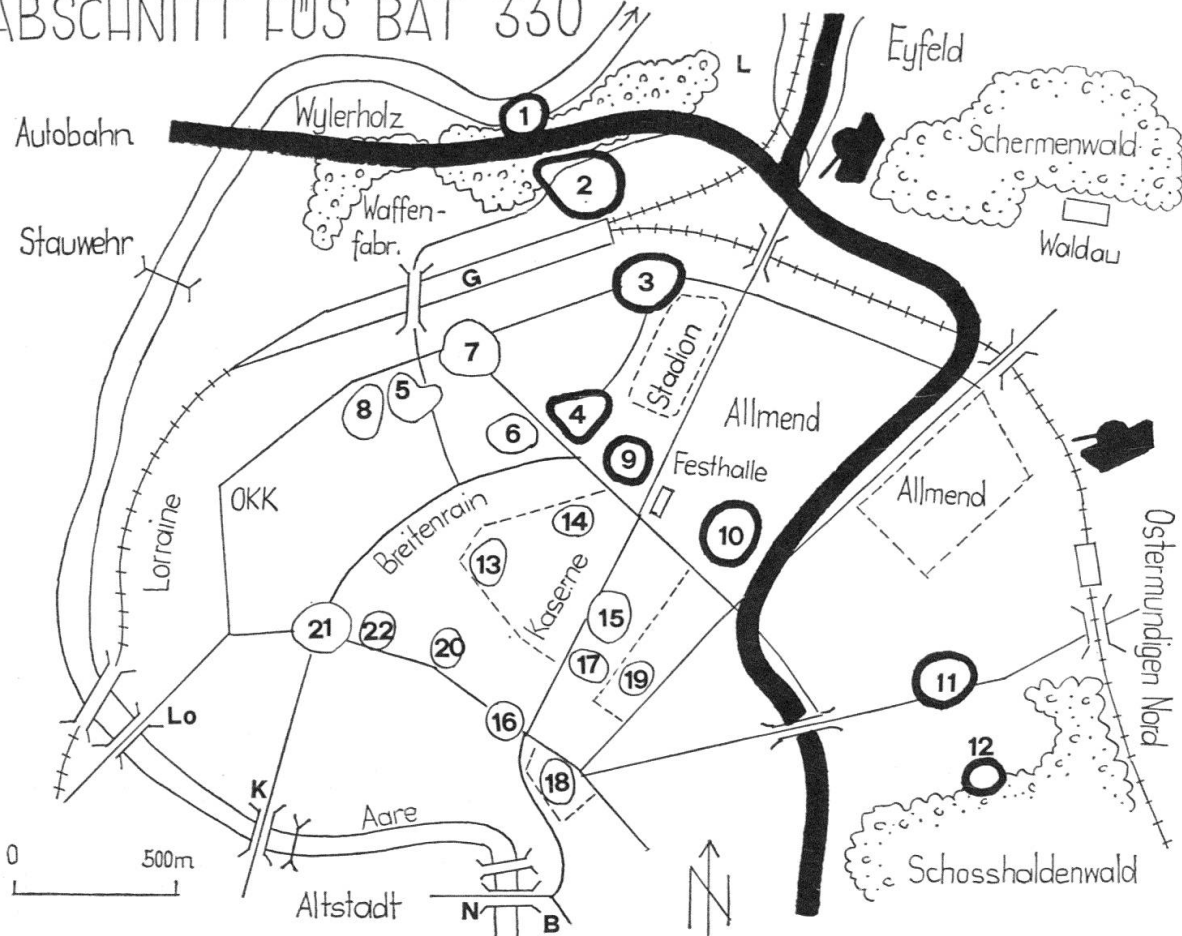 ABSCHNITT FÜS BAT 330
Eyfeld
L
1
Wylerholz
Autobahn
Schermenwald
2
Waffen-
fabr.
Stauwehr
Waldau
G
3
7
Stadion
5
8
4
Allmend
6
9
Festhalle
OKK
Allmend
Lorraine
Breitenrain
14
10
13
Kaserne
Ostermundigen Nord
15
21
22
20
17
19
11
Lo
16
12
18
K
Aare
0
500m
Schosshaldenwald
Altstadt
N
B
N